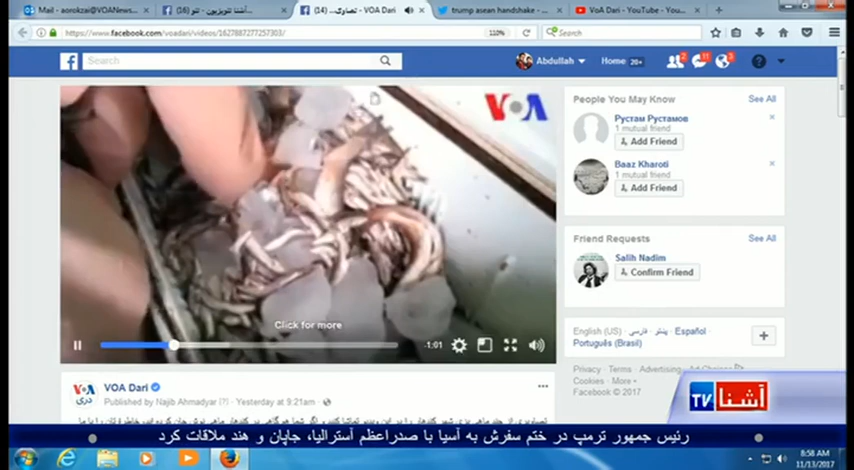 Mail - aorokzai@VOANews...
(16) آشنا تلویزیون - تلو...
(14) VOA Dari - تصاوی...
trump asean handshake - ...
VoA Dari - YouTube - You...
https://www.facebook.com/voadari/videos/1627887277257303/
110%
Search
Search
Abdullah
Home 20+
2
11
3
VOA
People You May Know
See All
Рустам Рустамов
1 mutual friend
Add Friend
Baaz Kharoti
1 mutual friend
Add Friend
Friend Requests
See All
Salih Nadim
Confirm Friend
English (US) · فارسی · پښتو · Español ·
Português (Brasil)
Privacy · Terms · Advertising · Ad Choices
Cookies · More
Facebook © 2017
Click for more
-1:01
VOA دری
VOA Dari
Published by Najib Ahmadyar [?] · Yesterday at 9:21am ·
TV آشنا
رئیس جمهور ترمپ در ختم سفرش به آسیا با صدراعظم آسترالیا، جاپان و هند ملاقات کرد
8:58 AM
11/13/2017